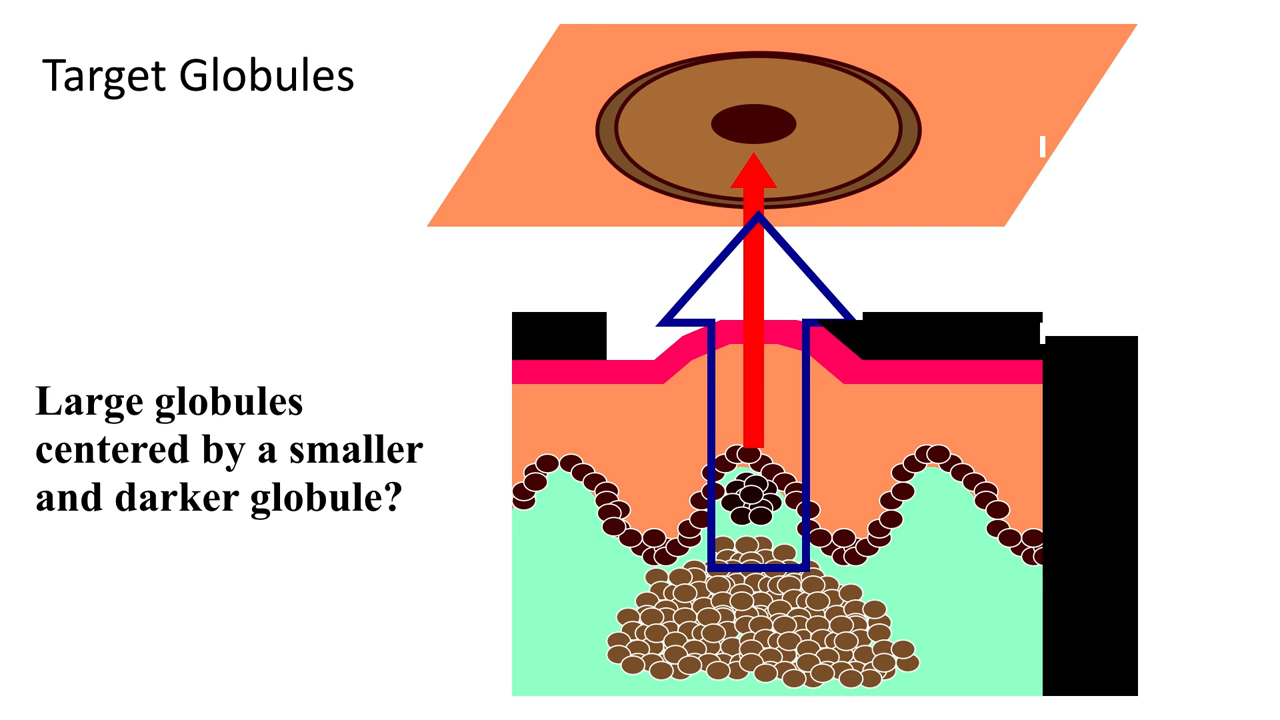 Target Globules
Large globules
centered by a smaller
and darker globule?